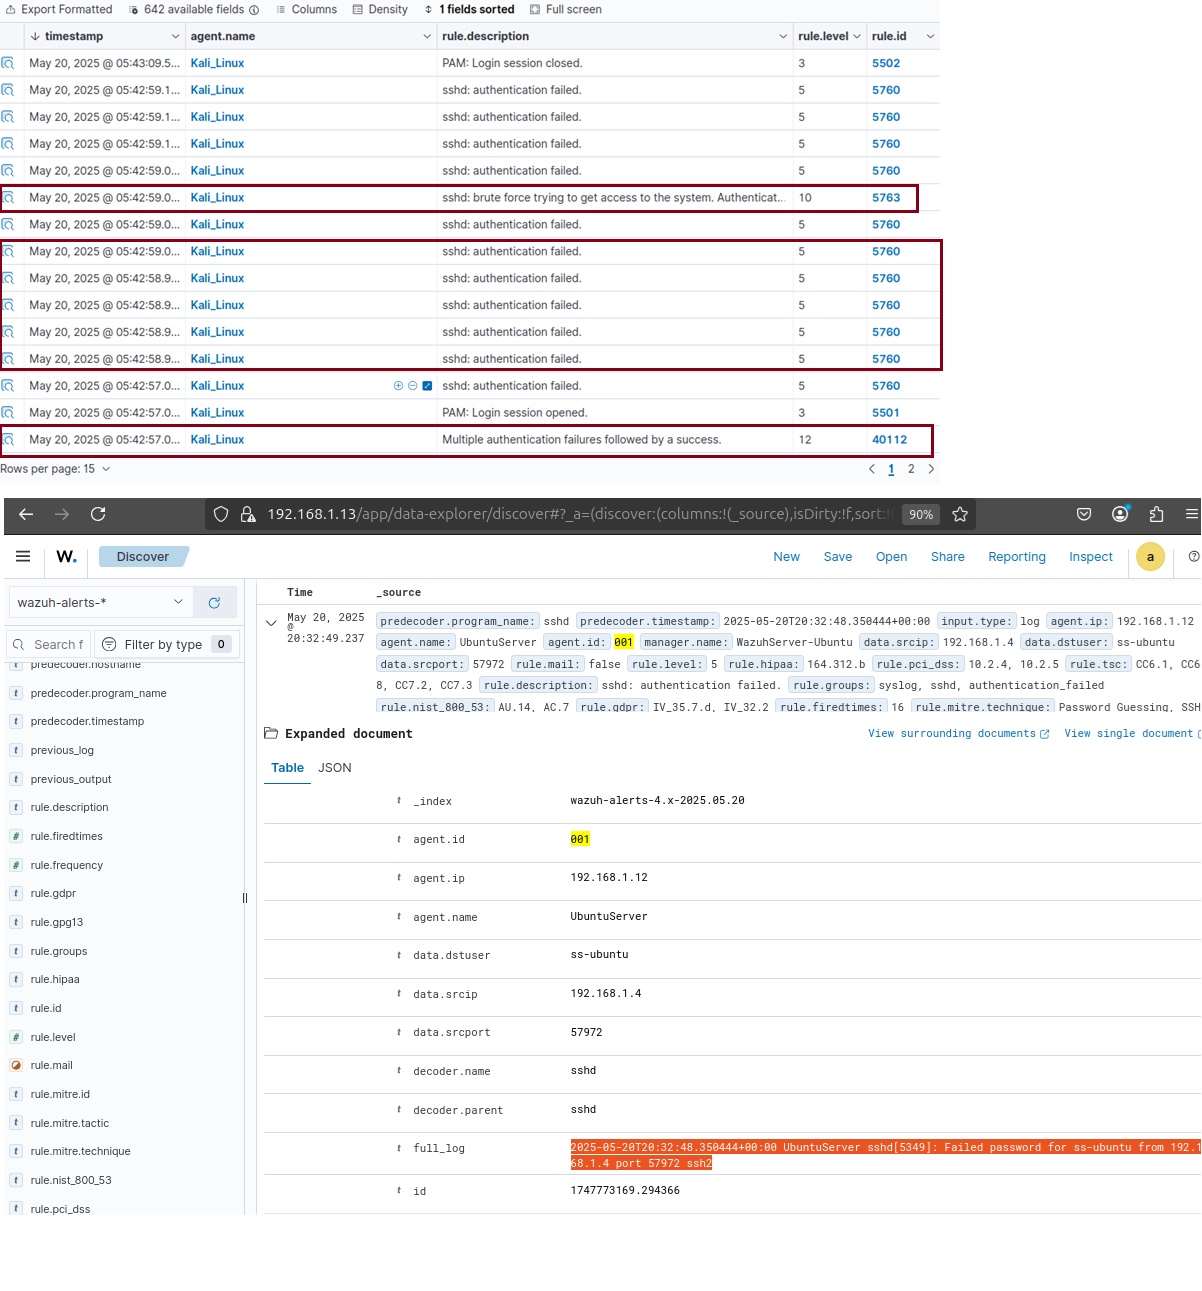 Export Formatted 642 available fields Columns Density 1 fields sorted Full screen
timestamp agent.name rule.description rule.level rule.id
May 20, 2025 @ 05:43:09.5... Kali_Linux PAM: Login session closed. 3 5502
May 20, 2025 @ 05:42:59.1... Kali_Linux sshd: authentication failed. 5 5760
May 20, 2025 @ 05:42:59.1... Kali_Linux sshd: authentication failed. 5 5760
May 20, 2025 @ 05:42:59.1... Kali_Linux sshd: authentication failed. 5 5760
May 20, 2025 @ 05:42:59.0... Kali_Linux sshd: authentication failed. 5 5760
May 20, 2025 @ 05:42:59.0... Kali_Linux sshd: brute force trying to get access to the system. Authenticat... 10 5763
May 20, 2025 @ 05:42:59.0... Kali_Linux sshd: authentication failed. 5 5760
May 20, 2025 @ 05:42:59.0... Kali_Linux sshd: authentication failed. 5 5760
May 20, 2025 @ 05:42:58.9... Kali_Linux sshd: authentication failed. 5 5760
May 20, 2025 @ 05:42:58.9... Kali_Linux sshd: authentication failed. 5 5760
May 20, 2025 @ 05:42:58.9... Kali_Linux sshd: authentication failed. 5 5760
May 20, 2025 @ 05:42:58.9... Kali_Linux sshd: authentication failed. 5 5760
May 20, 2025 @ 05:42:57.0... Kali_Linux sshd: authentication failed. 5 5760
May 20, 2025 @ 05:42:57.0... Kali_Linux PAM: Login session opened. 3 5501
May 20, 2025 @ 05:42:57.0... Kali_Linux Multiple authentication failures followed by a success. 12 40112
Rows per page: 15 1 2
192.168.1.13/app/data-explorer/discover#?_a=(discover:(columns:!(_source),isDirty:!f,sort:!( 90%
W. Discover New Save Open Share Reporting Inspect a
wazuh-alerts-*
Search f Filter by type 0
predecoder.hostname
predecoder.program_name
predecoder.timestamp
previous_log
previous_output
rule.description
rule.firedtimes
rule.frequency
rule.gdpr
rule.gpg13
rule.groups
rule.hipaa
rule.id
rule.level
rule.mail
rule.mitre.id
rule.mitre.tactic
rule.mitre.technique
rule.nist_800_53
rule.pci_dss
Time _source
May 20, 2025 @ 20:32:49.237
predecoder.program_name: sshd predecoder.timestamp: 2025-05-20T20:32:48.350444+00:00 input.type: log agent.ip: 192.168.1.12
agent.name: UbuntuServer agent.id: 001 manager.name: WazuhServer-Ubuntu data.srcip: 192.168.1.4 data.dstuser: ss-ubuntu
data.srcport: 57972 rule.mail: false rule.level: 5 rule.hipaa: 164.312.b rule.pci_dss: 10.2.4, 10.2.5 rule.tsc: CC6.1, CC6
8, CC7.2, CC7.3 rule.description: sshd: authentication failed. rule.groups: syslog, sshd, authentication_failed
rule.nist_800_53: AU.14, AC.7 rule.gdpr: IV_35.7.d, IV_32.2 rule.firedtimes: 16 rule.mitre.technique: Password Guessing, SSH
Expanded document View surrounding documents View single document
Table JSON
t _index wazuh-alerts-4.x-2025.05.20
t agent.id 001
t agent.ip 192.168.1.12
t agent.name UbuntuServer
t data.dstuser ss-ubuntu
t data.srcip 192.168.1.4
t data.srcport 57972
t decoder.name sshd
t decoder.parent sshd
t full_log 2025-05-20T20:32:48.350444+00:00 UbuntuServer sshd[5349]: Failed password for ss-ubuntu from 192.1
68.1.4 port 57972 ssh2
t id 1747773169.294366